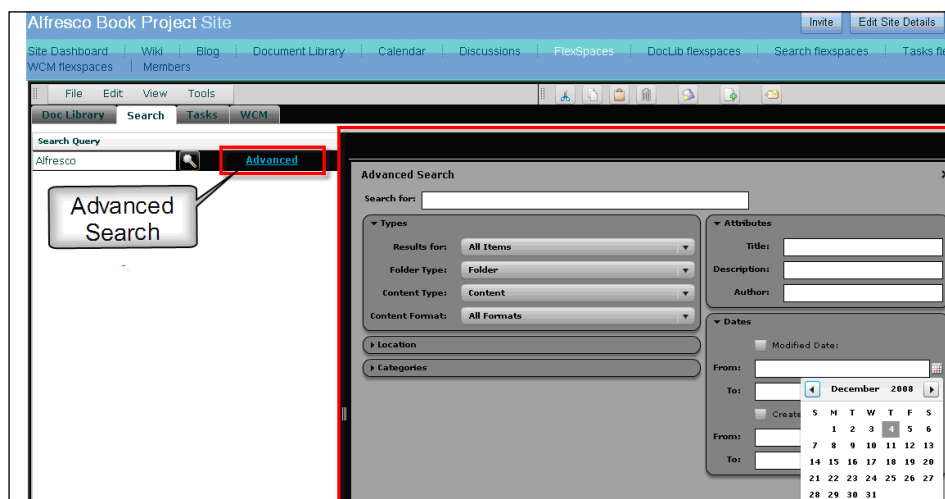 Alfresco Book Project Site
Invite
Edit Site Details
Site Dashboard Wiki Blog Document Library Calendar Discussions FlexSpaces DocLib flexspaces Search flexspaces Tasks fle
WCM flexspaces Members
File Edit View Tools
Doc Library Search Tasks WCM
Search Query
Alfresco
Advanced
Advanced
Search
Advanced Search
Search for:
Types
Results for: All Items
Folder Type: Folder
Content Type: Content
Content Format: All Formats
Location
Categories
Attributes
Title:
Description:
Author:
Dates
Modified Date:
From:
To:
Create
From:
To:
December 2008
S M T W T F S
1 2 3 4 5 6
7 8 9 10 11 12 13
14 15 16 17 18 19 20
21 22 23 24 25 26 27
28 29 30 31